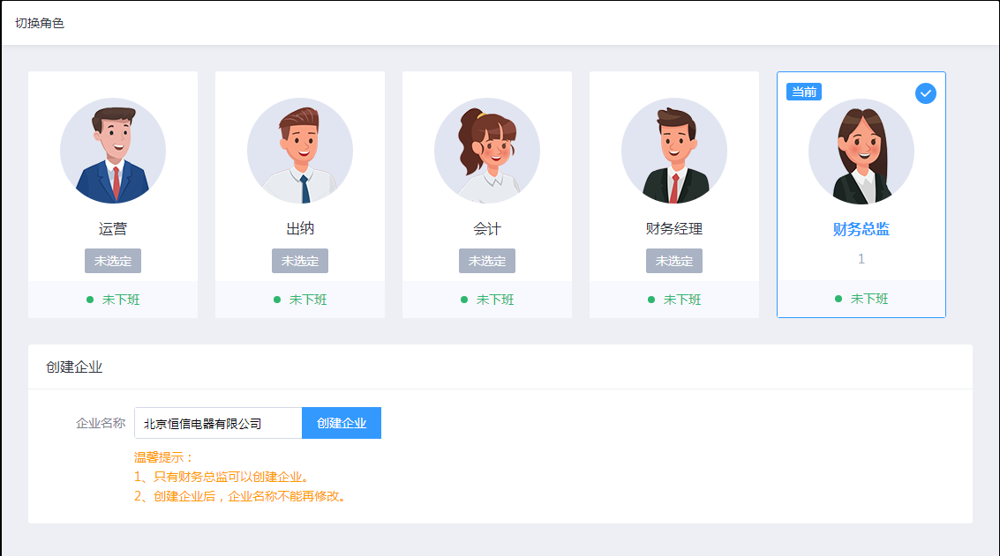 切换角色
当前
运营
出纳
会计
财务经理
财务总监
未选定
未选定
未选定
未选定
1
未下班
未下班
未下班
未下班
未下班
创建企业
企业名称 北京恒信电器有限公司 创建企业
温馨提示：
1、只有财务总监可以创建企业。
2、创建企业后，企业名称不能再修改。